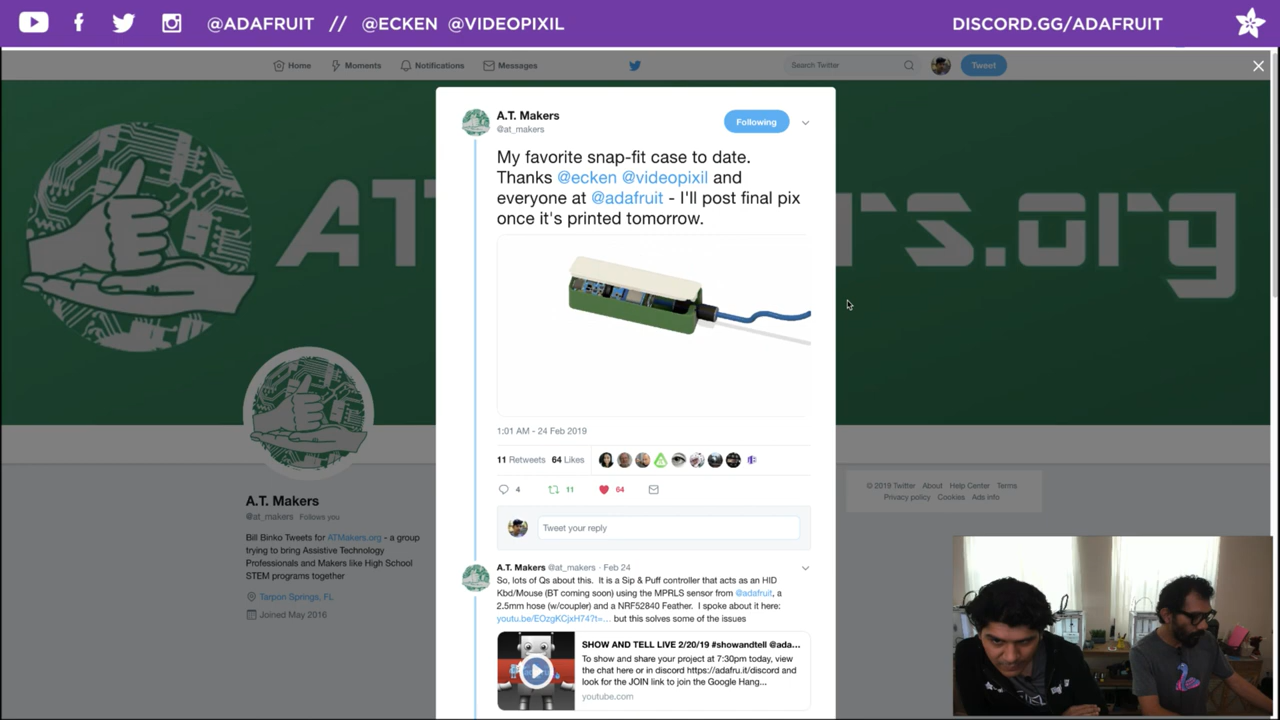 @ADAFRUIT // @ECKEN @VIDEOPIXIL
DISCORD.GG/ADAFRUIT
Home
Moments
Notifications
Messages
Search Twitter
Tweet
A.T. Makers
@at_makers
Following
My favorite snap-fit case to date.
Thanks @ecken @videopixil and
everyone at @adafruit - I'll post final pix
once it's printed tomorrow.
1:01 AM - 24 Feb 2019
11 Retweets 64 Likes
4
11
64
Tweet your reply
A.T. Makers @at_makers · Feb 24
So, lots of Qs about this. It is a Sip & Puff controller that acts as an HID
Kbd/Mouse (BT coming soon) using the MPRLS sensor from @adafruit, a
2.5mm hose (w/coupler) and a NRF52840 Feather. I spoke about it here:
youtu.be/EOzgKCjxH74?t=... but this solves some of the issues
SHOW AND TELL LIVE 2/20/19 #showandtell @ada...
To show and share your project at 7:30pm today, view
the chat here or in discord https://adafru.it/discord and
look for the JOIN link to join the Google Hang...
youtube.com
A.T. Makers
@at_makers Follows you
Bill Binko Tweets for ATMakers.org - a group
trying to bring Assistive Technology
Professionals and Makers like High School
STEM programs together
Tarpon Springs, FL
Joined May 2016
© 2019 Twitter About Help Center Terms
Privacy policy Cookies Ads info